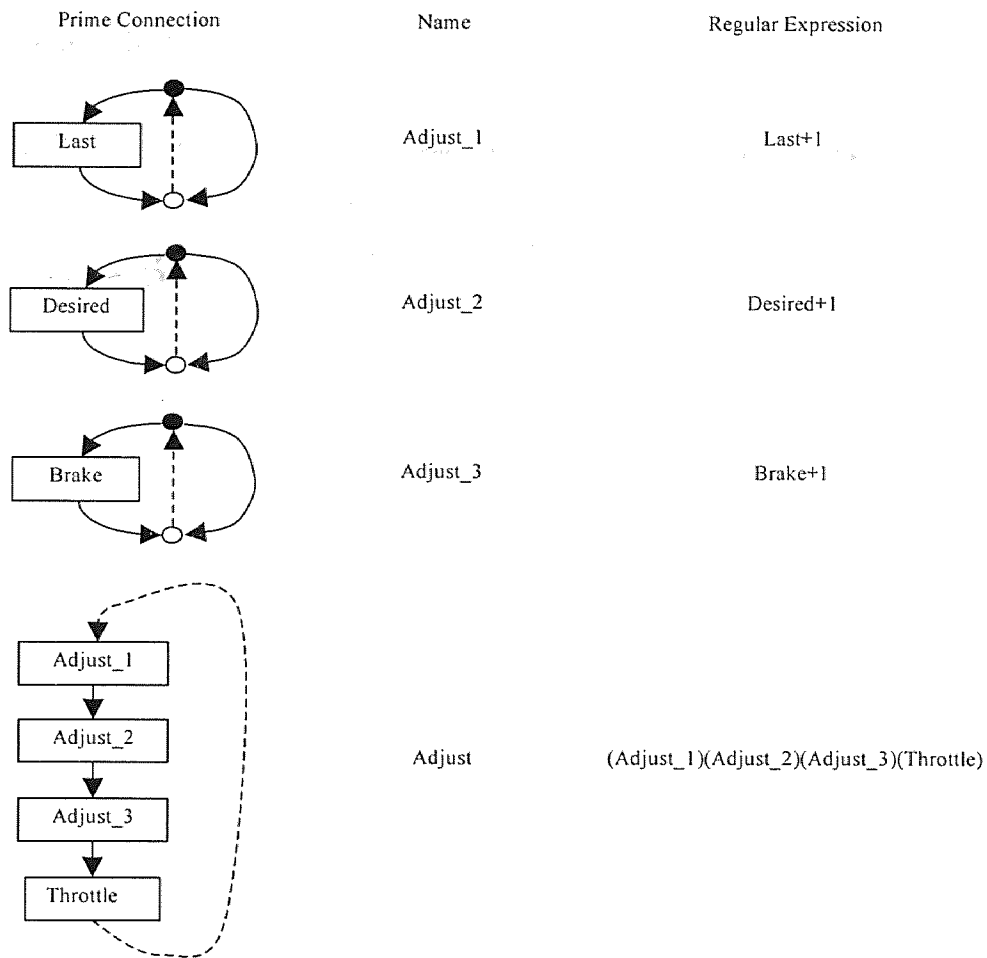 Prime Connection Name Regular Expression
Last Adjust_1 Last+1
Desired Adjust_2 Desired+1
Brake Adjust_3 Brake+1
Adjust_1
Adjust_2
Adjust (Adjust_1)(Adjust_2)(Adjust_3)(Throttle)
Adjust_3
Throttle